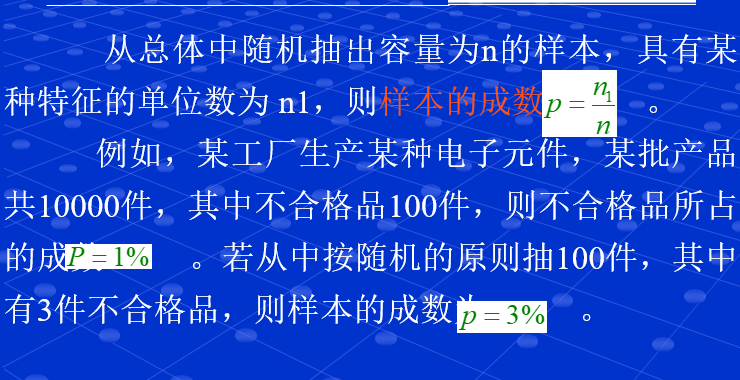 从总体中随机抽出容量为n的样本，具有某
种特征的单位数为 n1，则样本的成数 p = n₁/n 。
例如，某工厂生产某种电子元件，某批产品
共10000件，其中不合格品100件，则不合格品所占
的成 P = 1% 。若从中按随机的原则抽100件，其中
有3件不合格品，则样本的成数 p = 3% 。